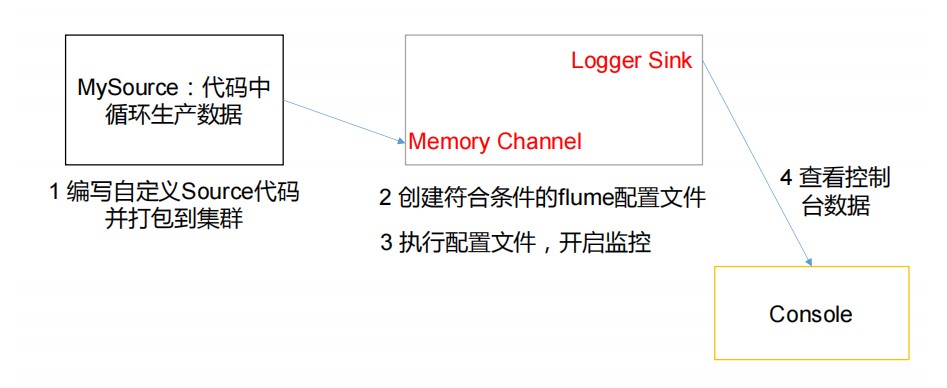 MySource：代码中
循环生产数据
1 编写自定义Source代码
并打包到集群
Logger Sink
Memory Channel
2 创建符合条件的flume配置文件
3 执行配置文件，开启监控
4 查看控制
台数据
Console